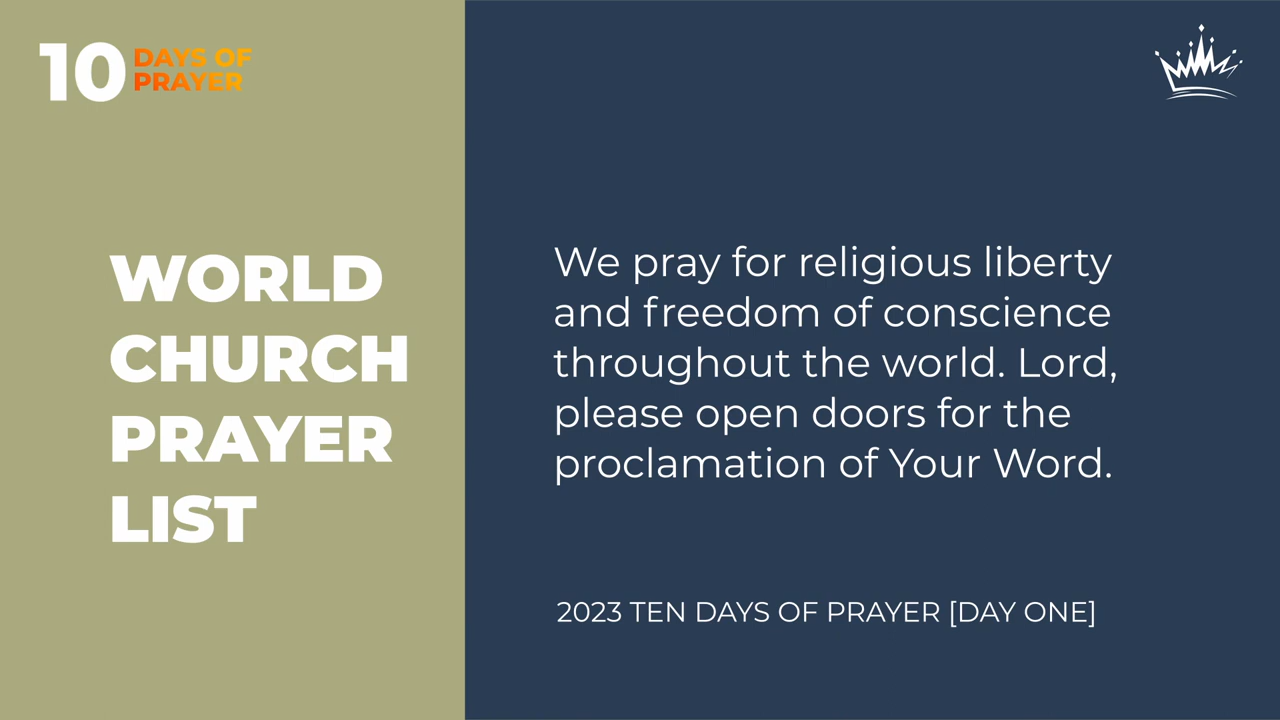 10 DAYS OF
PRAYER
WORLD
CHURCH
PRAYER
LIST
We pray for religious liberty
and freedom of conscience
throughout the world. Lord,
please open doors for the
proclamation of Your Word.
2023 TEN DAYS OF PRAYER [DAY ONE]